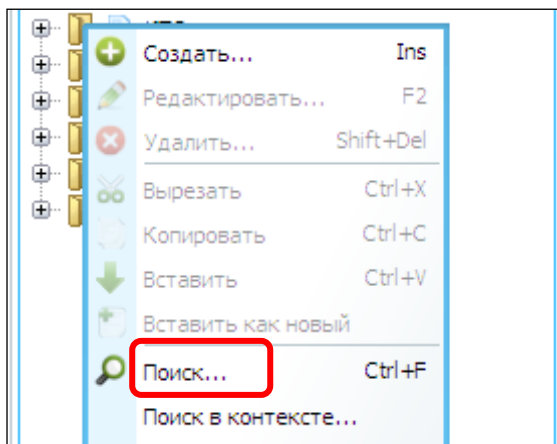 Создать... Ins
Редактировать... F2
Удалить... Shift+Del
Вырезать Ctrl+X
Копировать Ctrl+C
Вставить Ctrl+V
Вставить как новый
Поиск... Ctrl+F
Поиск в контексте...